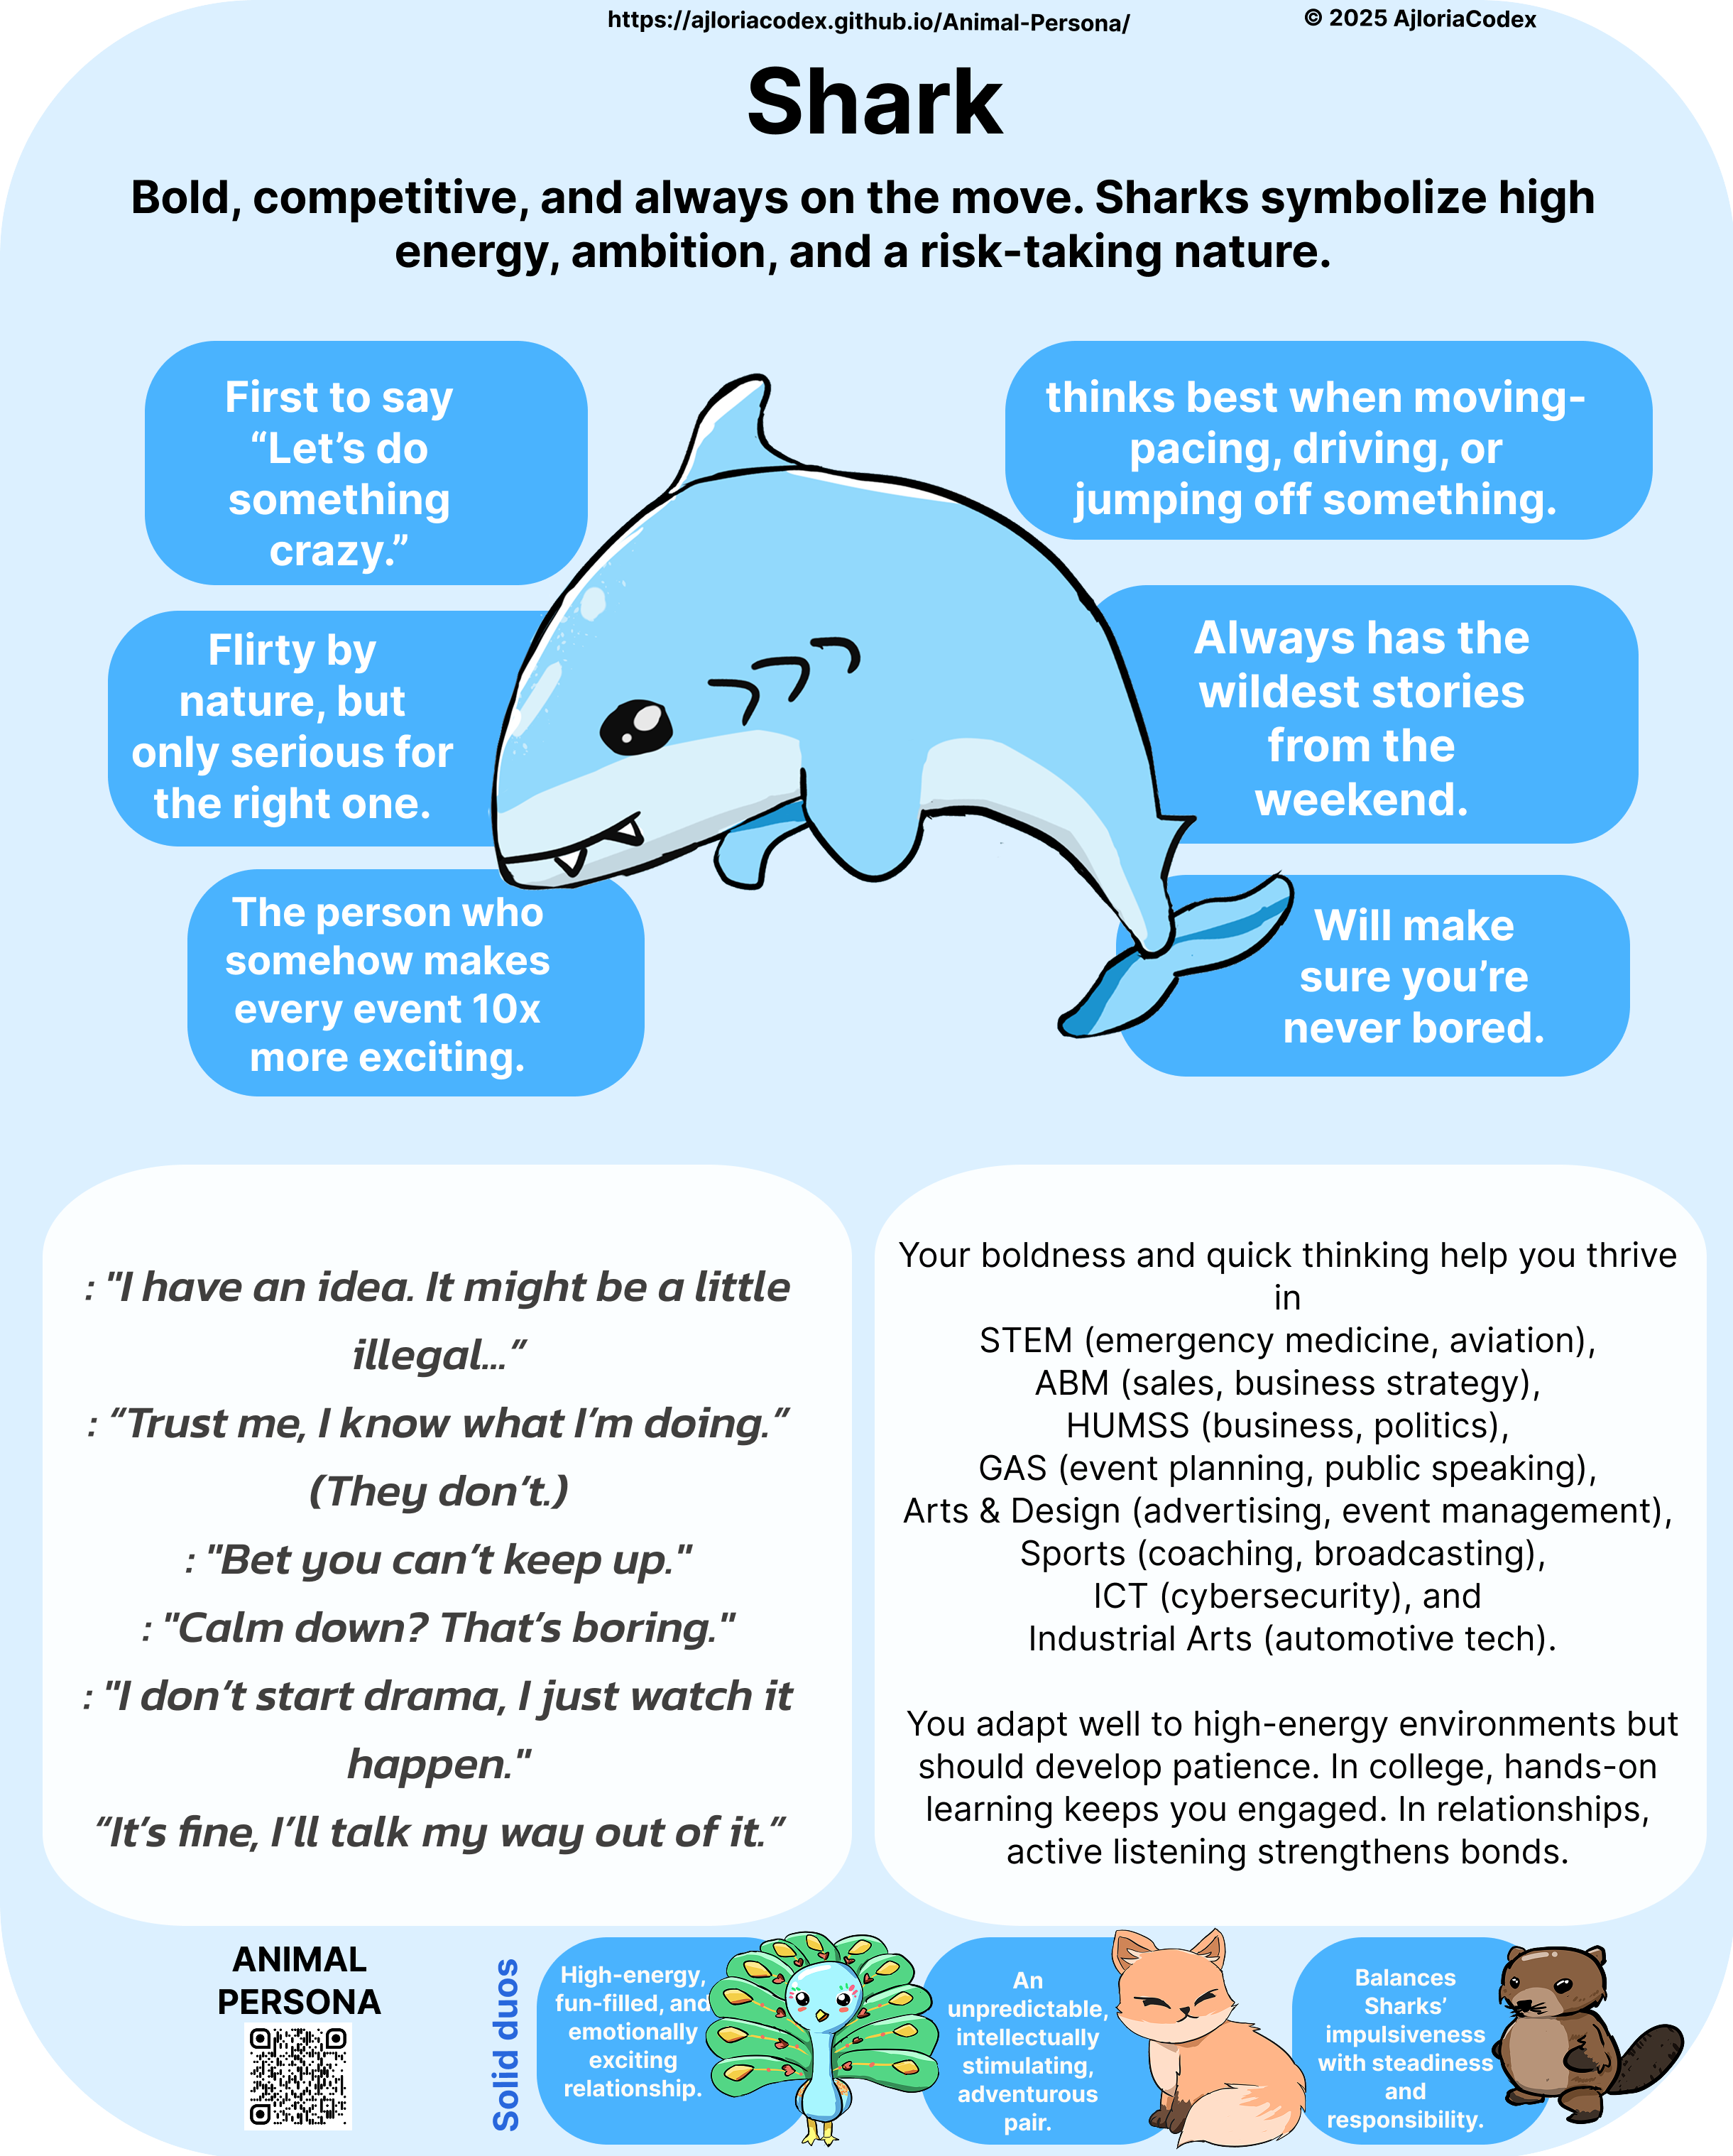 https://ajloriacodex.github.io/Animal-Persona/
© 2025 AjloriaCodex
Shark
Bold, competitive, and always on the move. Sharks symbolize high
energy, ambition, and a risk-taking nature.
First to say
“Let’s do
something
crazy.”
thinks best when moving-
pacing, driving, or
jumping off something.
Flirty by
nature, but
only serious for
the right one.
Always has the
wildest stories
from the
weekend.
The person who
somehow makes
every event 10x
more exciting.
Will make
sure you’re
never bored.
: "I have an idea. It might be a little
illegal...”
: “Trust me, I know what I’m doing.”
(They don’t.)
: "Bet you can’t keep up."
: "Calm down? That’s boring."
: "I don’t start drama, I just watch it
happen."
“It’s fine, I’ll talk my way out of it.”
Your boldness and quick thinking help you thrive
in
STEM (emergency medicine, aviation),
ABM (sales, business strategy),
HUMSS (business, politics),
GAS (event planning, public speaking),
Arts & Design (advertising, event management),
Sports (coaching, broadcasting),
ICT (cybersecurity), and
Industrial Arts (automotive tech).
You adapt well to high-energy environments but
should develop patience. In college, hands-on
learning keeps you engaged. In relationships,
active listening strengthens bonds.
ANIMAL
PERSONA
Solid duos
High-energy,
fun-filled, and
emotionally
exciting
relationship.
An
unpredictable,
intellectually
stimulating,
adventurous
pair.
Balances
Sharks’
impulsiveness
with steadiness
and
responsibility.